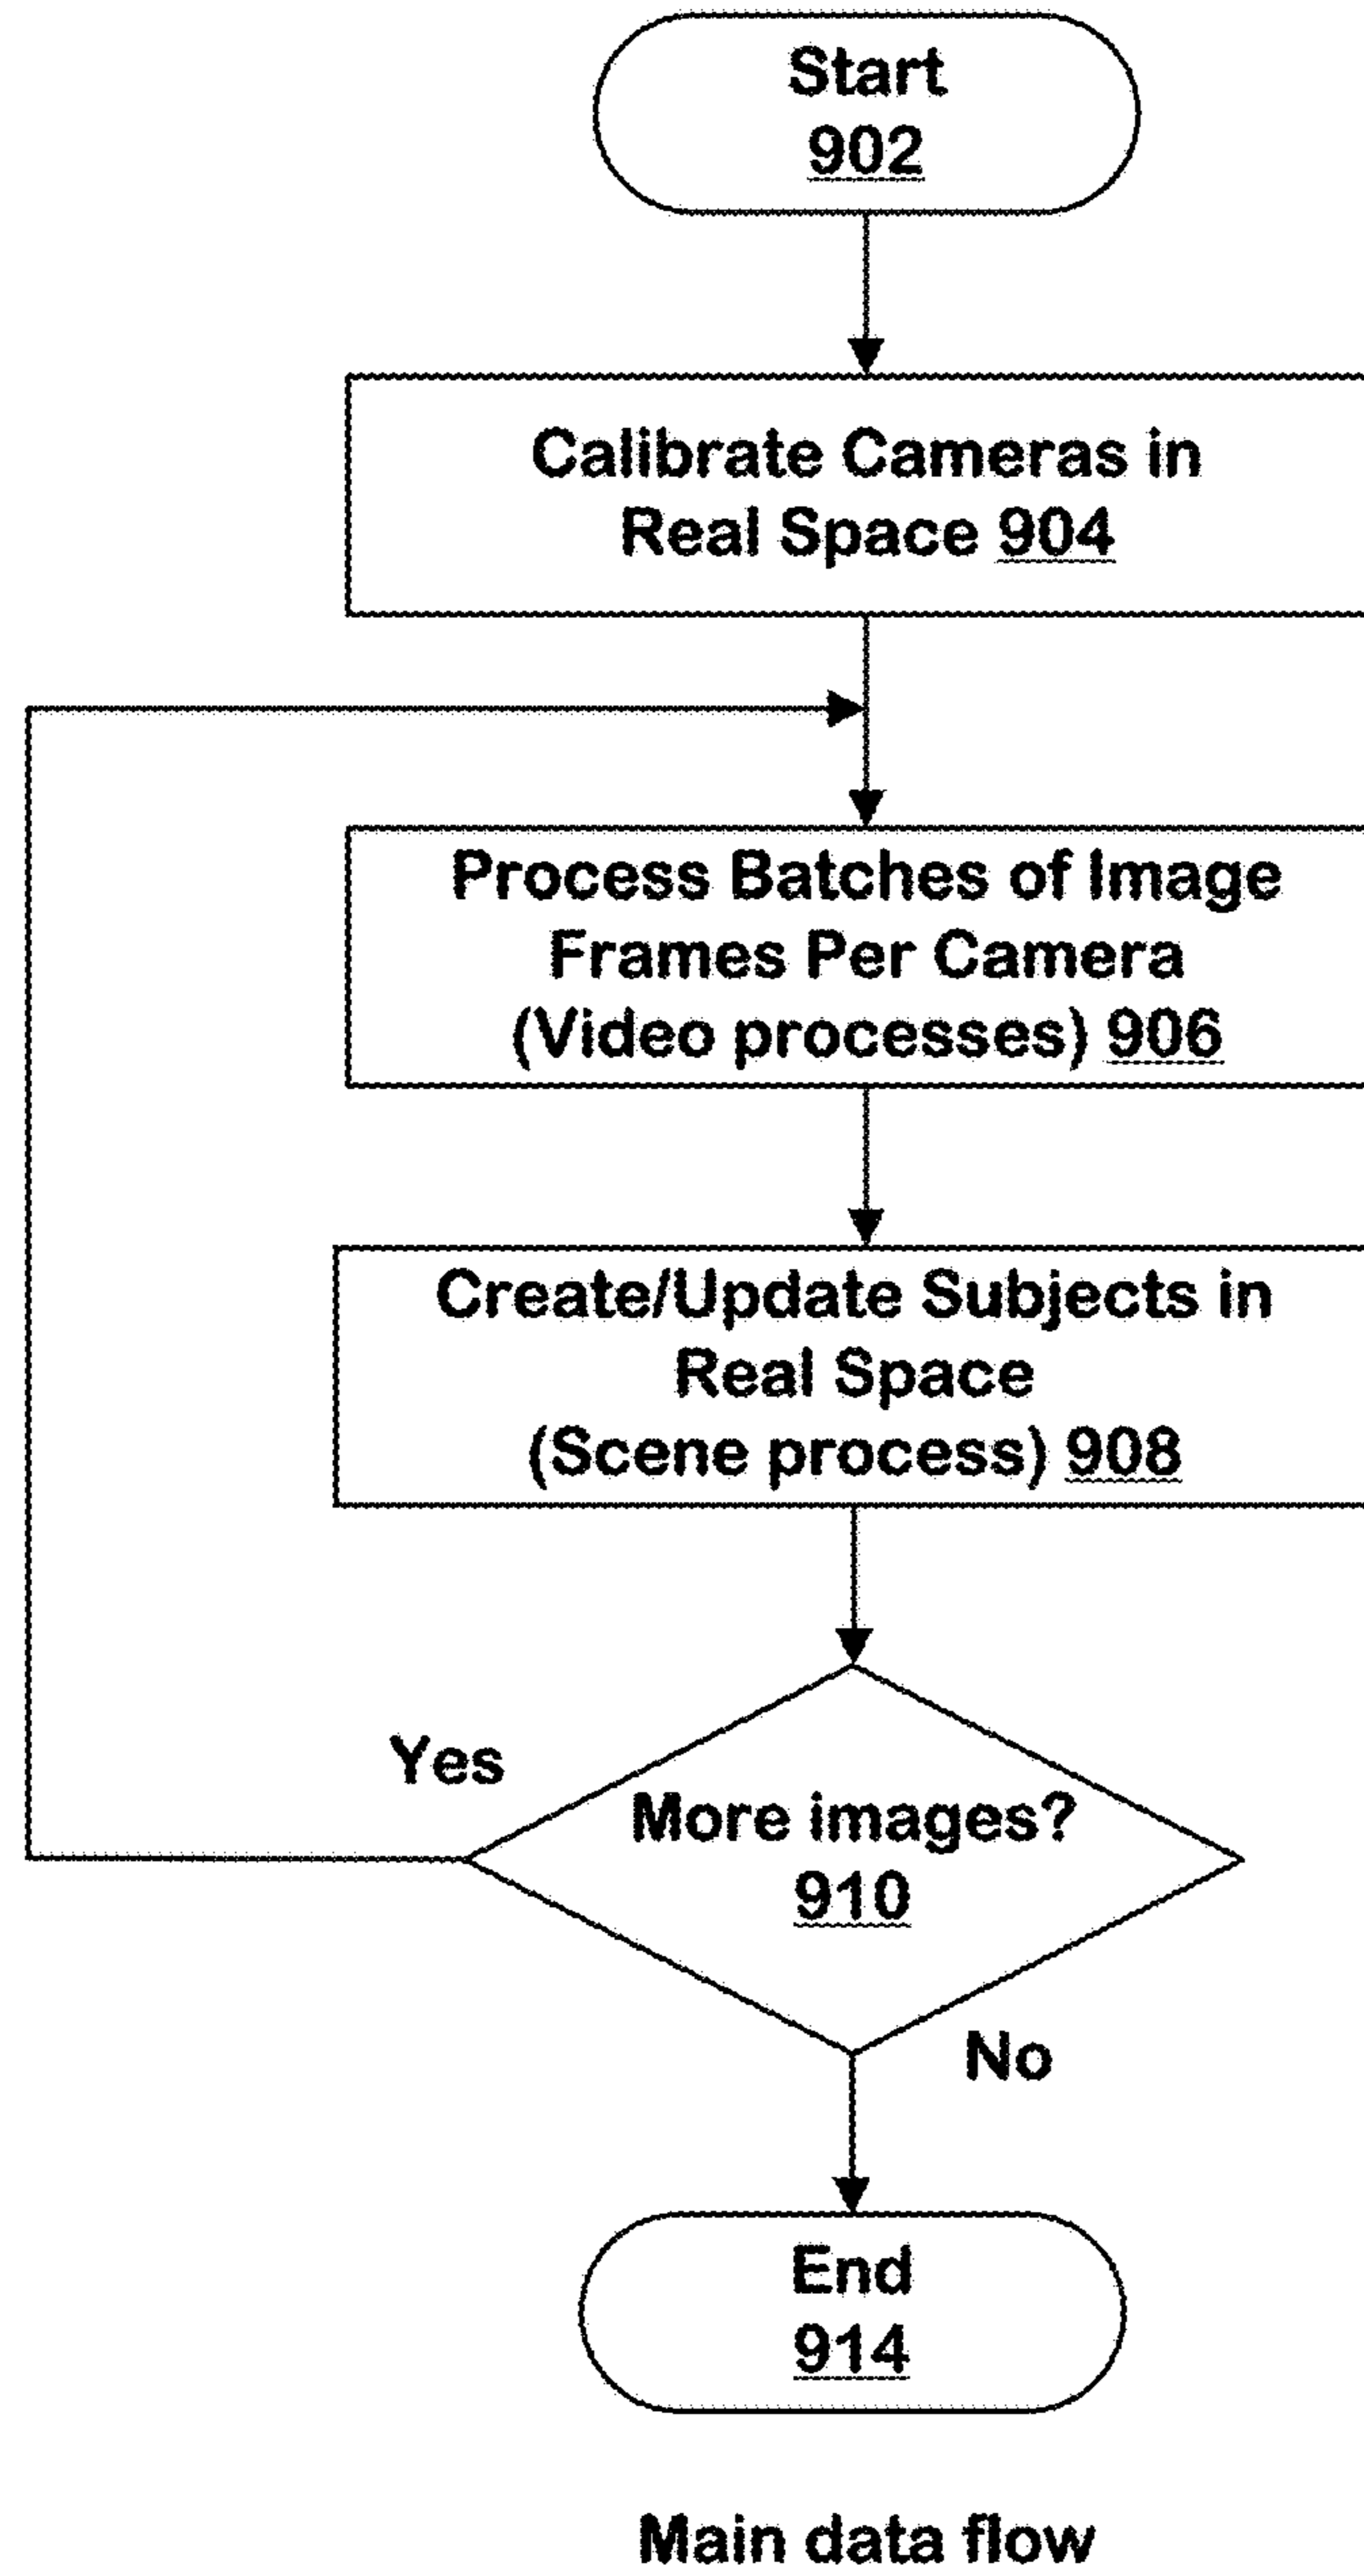 Start
902
Calibrate Cameras in
Real Space 904
Process Batches of Image
Frames Per Camera
(Video processes) 906
Create/Update Subjects in
Real Space
(Scene process) 908
Yes
More images?
910
No
End
914
Main data flow